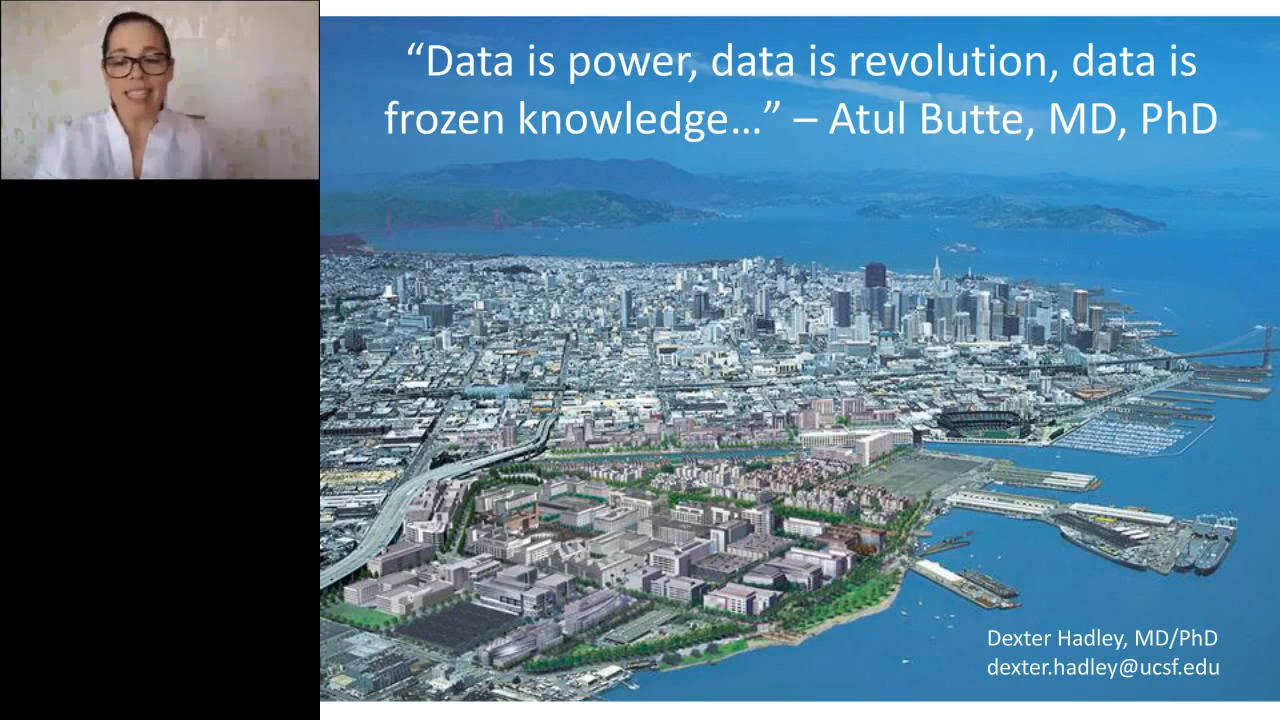 “Data is power, data is revolution, data is
frozen knowledge…” – Atul Butte, MD, PhD
Dexter Hadley, MD/PhD
dexter.hadley@ucsf.edu